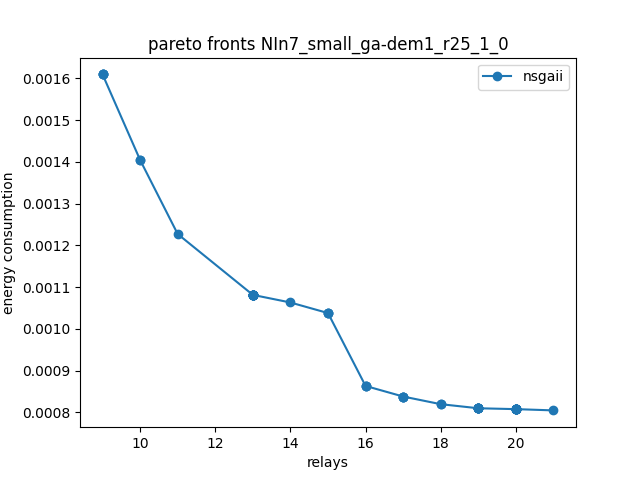 pareto fronts NIn7_small_ga-dem1_r25_1_0
nsgaii
energy consumption
0.0016
0.0015
0.0014
0.0013
0.0012
0.0011
0.0010
0.0009
0.0008
10 12 14 16 18 20
relays